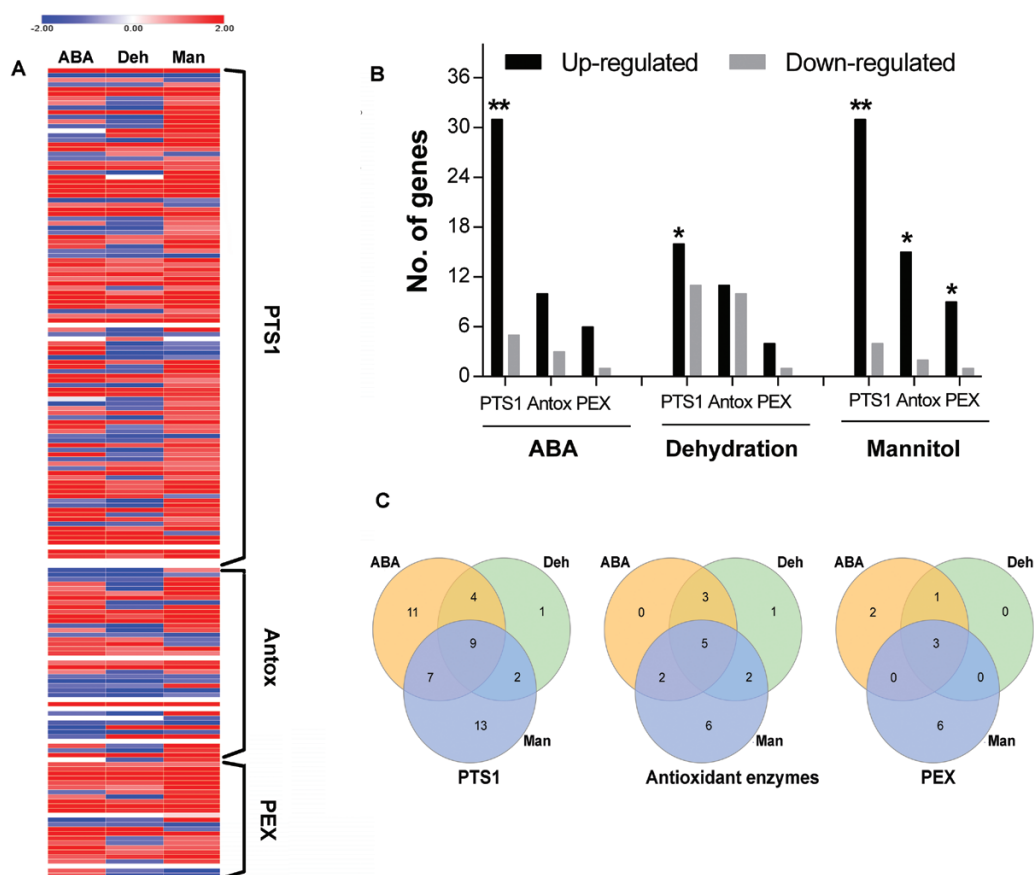 -2.00 0.00 2.00
A
ABA Deh Man
PTS1
Antox
PEX
B
Up-regulated Down-regulated
No. of genes
36
30
24
18
12
6
0
** * ** * *
PTS1 Antox PEX PTS1 Antox PEX PTS1 Antox PEX
ABA Dehydration Mannitol
C
ABA Deh
11 4 1
9
7 2
13
Man
PTS1
ABA Deh
0 3 1
5
2 2
6
Man
Antioxidant enzymes
ABA Deh
2 1 0
3
0 0
6
Man
PEX